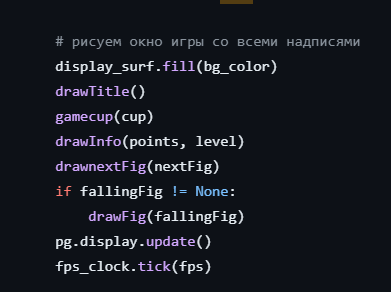 # рисуем окно игры со всеми надписями
display_surf.fill(bg_color)
drawTitle()
gamecup(cup)
drawInfo(points, level)
drawnextFig(nextFig)
if fallingFig != None:
    drawFig(fallingFig)
pg.display.update()
fps_clock.tick(fps)